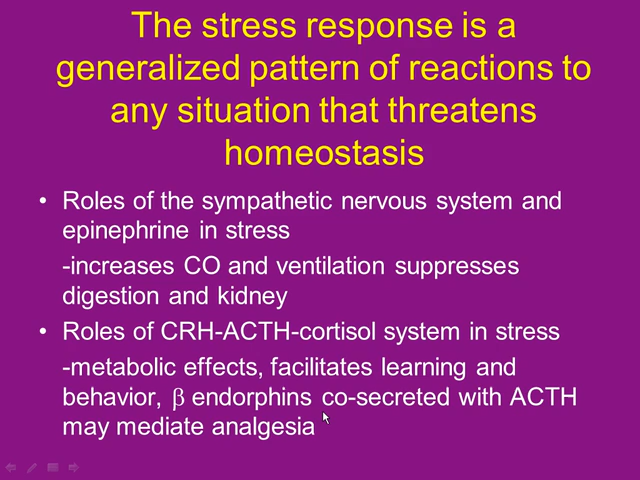 The stress response is a
generalized pattern of reactions to
any situation that threatens
homeostasis
• Roles of the sympathetic nervous system and
epinephrine in stress
-increases CO and ventilation suppresses
digestion and kidney
• Roles of CRH-ACTH-cortisol system in stress
-metabolic effects, facilitates learning and
behavior, β endorphins co-secreted with ACTH
may mediate analgesia